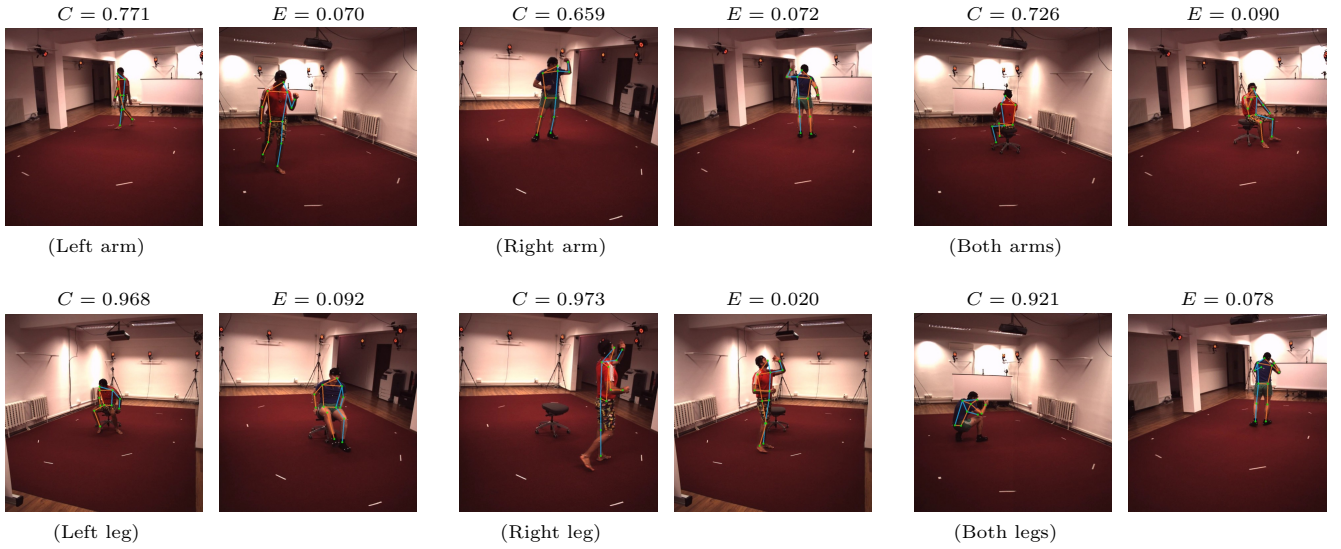 C = 0.771 E = 0.070 C = 0.659 E = 0.072 C = 0.726 E = 0.090
(Left arm) (Right arm) (Both arms)
C = 0.968 E = 0.092 C = 0.973 E = 0.020 C = 0.921 E = 0.078
(Left leg) (Right leg) (Both legs)